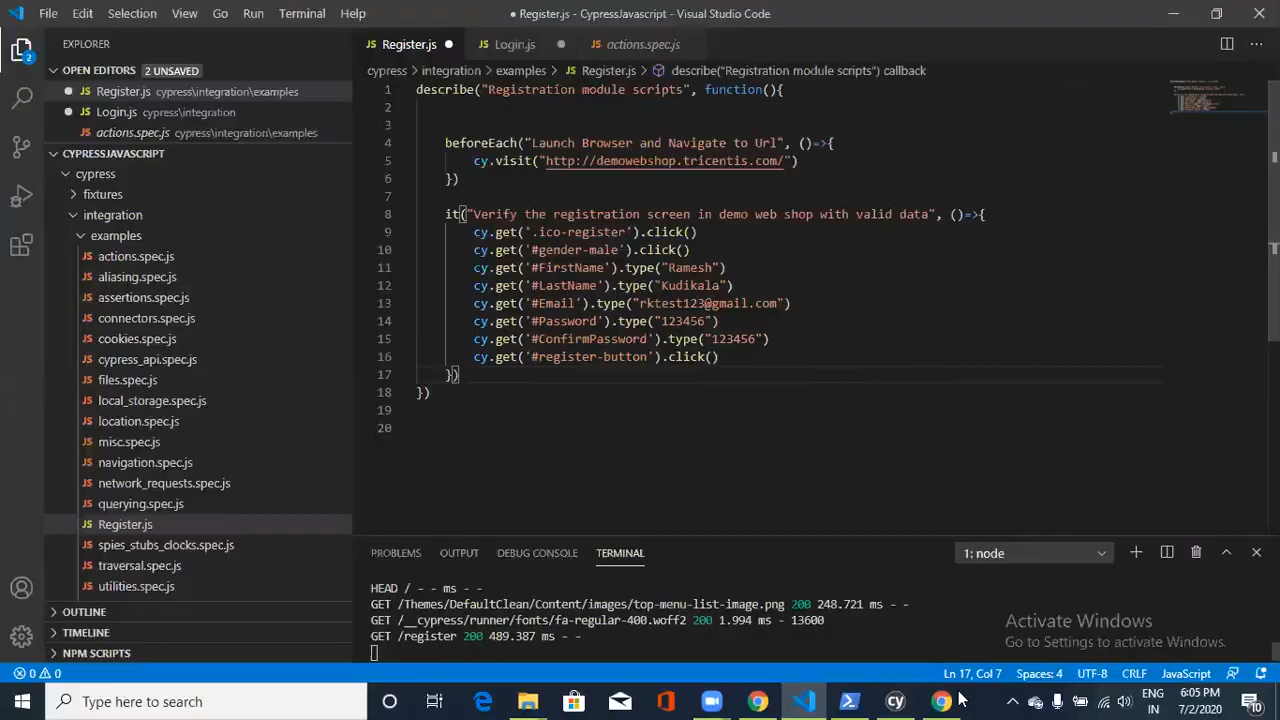 File Edit Selection View Go Run Terminal Help
Register.js - CypressJavascript - Visual Studio Code
EXPLORER
OPEN EDITORS 2 UNSAVED
Register.js cypress\integration\examples
Login.js cypress\integration
actions.spec.js cypress\integration\examples
CYPRESSJAVASCRIPT
cypress
fixtures
integration
examples
actions.spec.js
aliasing.spec.js
assertions.spec.js
connectors.spec.js
cookies.spec.js
cypress_api.spec.js
files.spec.js
local_storage.spec.js
location.spec.js
misc.spec.js
navigation.spec.js
network_requests.spec.js
querying.spec.js
Register.js
spies_stubs_clocks.spec.js
traversal.spec.js
utilities.spec.js
OUTLINE
TIMELINE
NPM SCRIPTS
Register.js Login.js actions.spec.js
cypress > integration > examples > JS Register.js > describe("Registration module scripts") callback
1 describe("Registration module scripts", function(){
2
3
4 beforeEach("Launch Browser and Navigate to Url", ()=>{
5 cy.visit("http://demowebshop.tricentis.com/")
6 })
7
8 it("Verify the registration screen in demo web shop with valid data", ()=>{
9 cy.get('.ico-register').click()
10 cy.get('#gender-male').click()
11 cy.get('#FirstName').type("Ramesh")
12 cy.get('#LastName').type("Kudikala")
13 cy.get('#Email').type("rktest123@gmail.com")
14 cy.get('#Password').type("123456")
15 cy.get('#ConfirmPassword').type("123456")
16 cy.get('#register-button').click()
17 })
18 })
19
20
PROBLEMS OUTPUT DEBUG CONSOLE TERMINAL
1: node
HEAD / - - ms - -
GET /Themes/DefaultClean/Content/images/top-menu-list-image.png 200 248.721 ms - -
GET /__cypress/runner/fonts/fa-regular-400.woff2 200 1.994 ms - 13600
GET /register 200 489.387 ms - -
Activate Windows
Go to Settings to activate Windows.
0 0 Ln 17, Col 7 Spaces: 4 UTF-8 CRLF JavaScript
Type here to search
ENG
IN
6:05 PM
7/2/2020
10